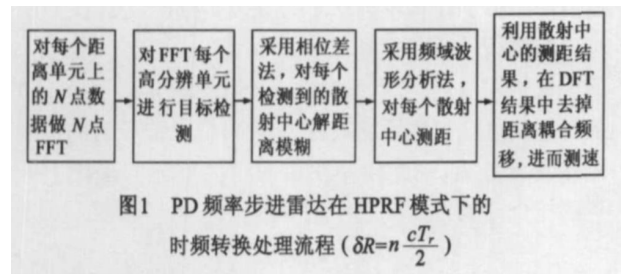 对每个距
离单元上
的N点数
据做N点
FFT
对FFT每个
高分辨单元
进行目标检
测
采用相位差
法，对每个
检测到的散
射中心解距
离模糊
采用频域波
形分析法，
对每个散射
中心测距
利用散射中
心的测距结
果，在DFT
结果中去掉
距离耦合频
移，进而测速
图1 PD频率步进雷达在HPRF模式下的
时频转换处理流程（δR=n cTr/2）